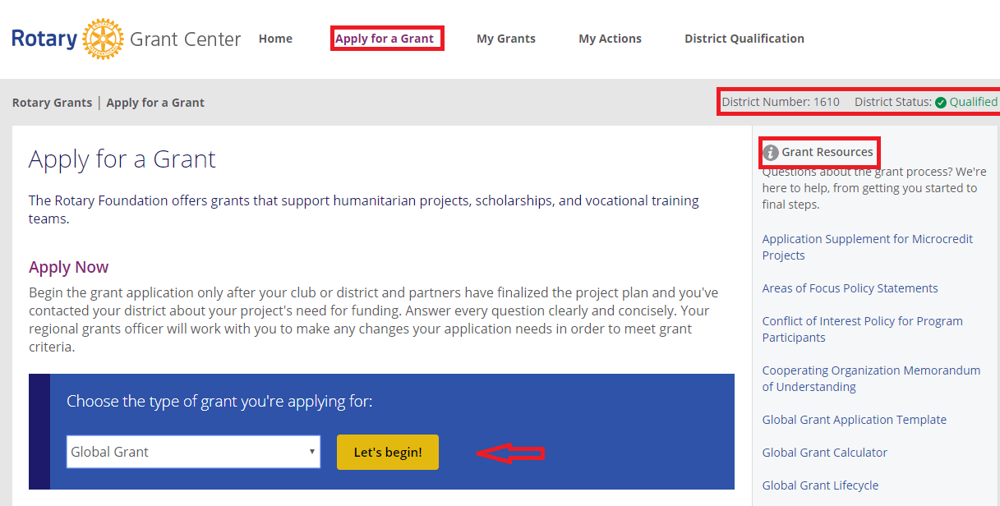 Rotary Grant Center
Home
Apply for a Grant
My Grants
My Actions
District Qualification
Rotary Grants | Apply for a Grant
District Number: 1610 District Status: Qualified
Apply for a Grant
The Rotary Foundation offers grants that support humanitarian projects, scholarships, and vocational training
teams.
Apply Now
Begin the grant application only after your club or district and partners have finalized the project plan and you've
contacted your district about your project's need for funding. Answer every question clearly and concisely. Your
regional grants officer will work with you to make any changes your application needs in order to meet grant
criteria.
Choose the type of grant you're applying for:
Global Grant
Let's begin!
Grant Resources
Questions about the grant process? We're
here to help, from getting you started to
final steps.
Application Supplement for Microcredit
Projects
Areas of Focus Policy Statements
Conflict of Interest Policy for Program
Participants
Cooperating Organization Memorandum
of Understanding
Global Grant Application Template
Global Grant Calculator
Global Grant Lifecycle